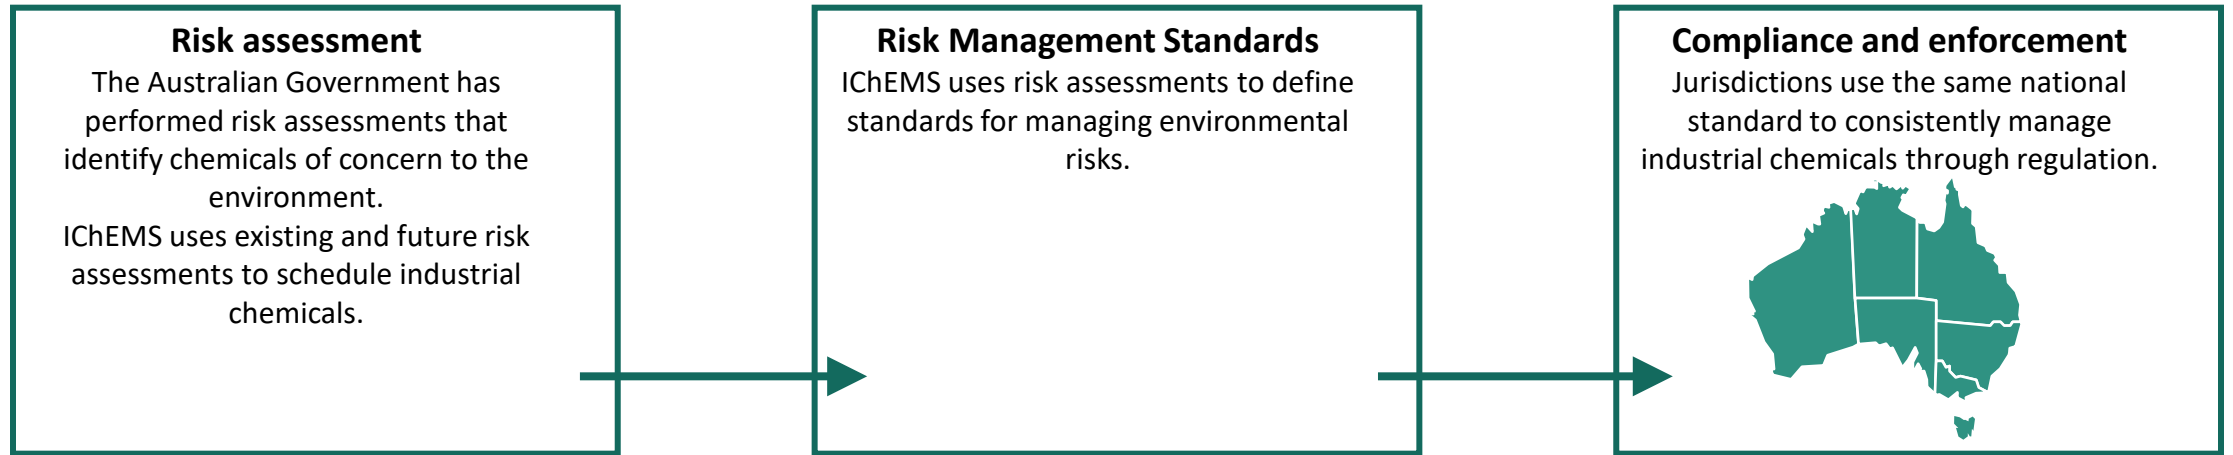 Risk assessment
The Australian Government has
performed risk assessments that
identify chemicals of concern to the
environment.
IChEMS uses existing and future risk
assessments to schedule industrial
chemicals.
Risk Management Standards
IChEMS uses risk assessments to define
standards for managing environmental
risks.
Compliance and enforcement
Jurisdictions use the same national
standard to consistently manage
industrial chemicals through regulation.